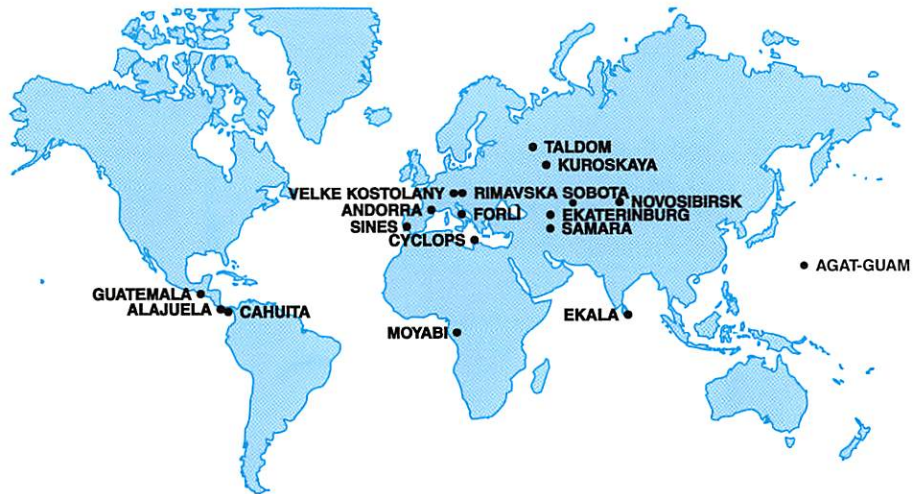 TALDOM
KUROSKAYA
VELKE KOSTOLANY
RIMAVSKA SOBOTA
NOVOSIBIRSK
ANDORRA
FORLI
EKATERINBURG
SINES
SAMARA
CYCLOPS
AGAT-GUAM
GUATEMALA
ALAJUELA
CAHUITA
EKALA
MOYABI